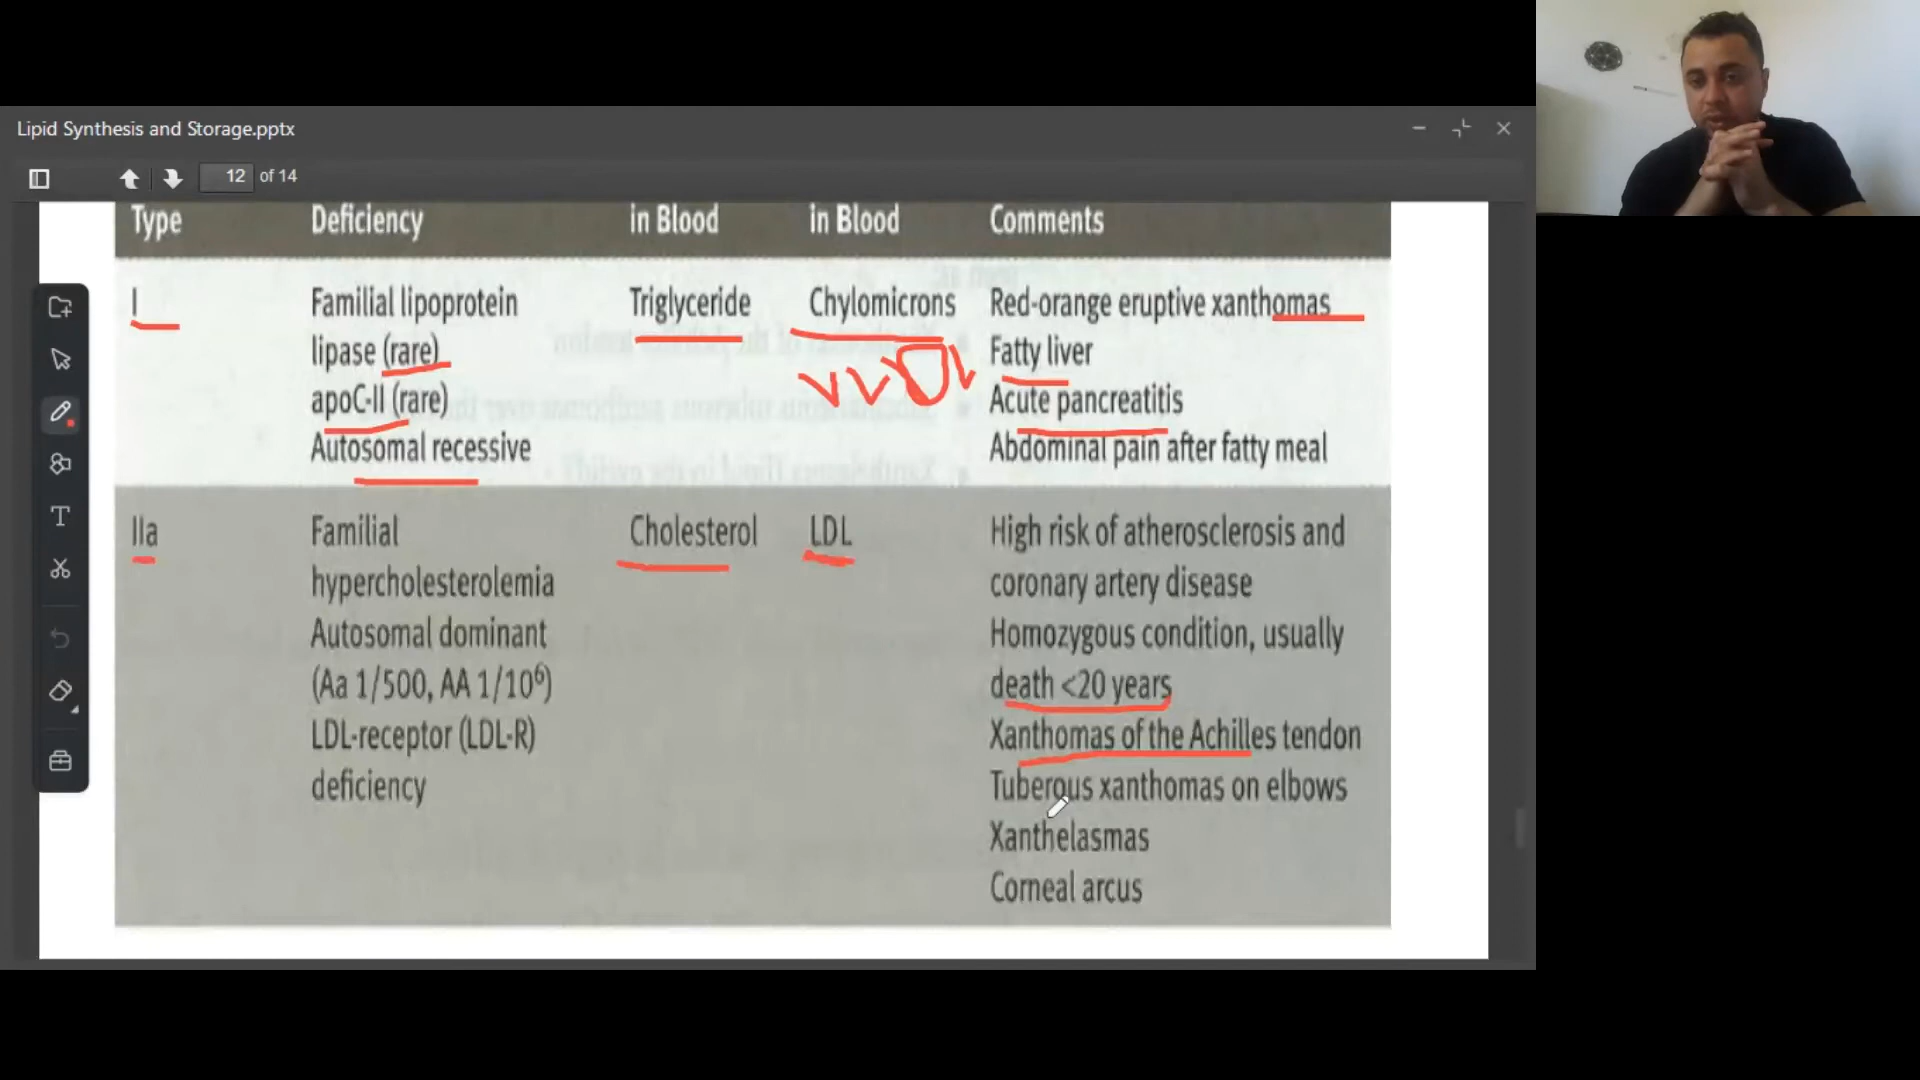 Lipid Synthesis and Storage.pptx
12 of 14
Type Deficiency in Blood in Blood Comments
I Familial lipoprotein Triglyceride Chylomicrons Red-orange eruptive xanthomas
lipase (rare) Fatty liver
apoC-II (rare) Acute pancreatitis
Autosomal recessive Abdominal pain after fatty meal
IIa Familial Cholesterol LDL High risk of atherosclerosis and
hypercholesterolemia coronary artery disease
Autosomal dominant Homozygous condition, usually
(Aa 1/500, AA 1/10⁶) death <20 years
LDL-receptor (LDL-R) Xanthomas of the Achilles tendon
deficiency Tuberous xanthomas on elbows
Xanthelasmas
Corneal arcus